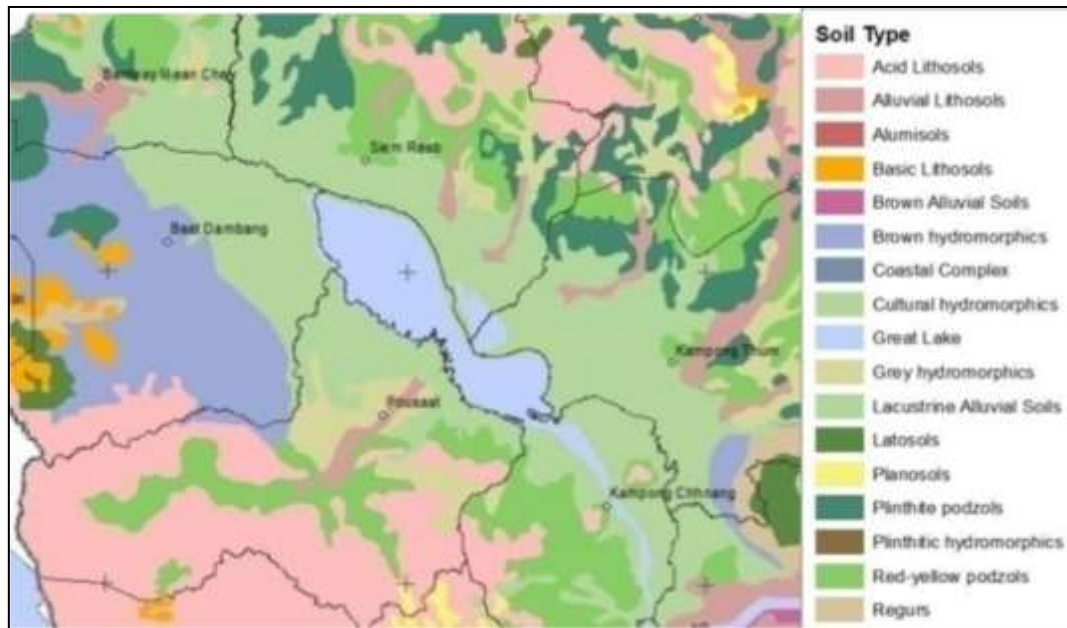 Soil Type
Acid Lithosols
Alluvial Lithosols
Alumisols
Basic Lithosols
Brown Alluvial Soils
Brown hydromorphics
Coastal Complex
Cultural hydromorphics
Great Lake
Grey hydromorphics
Lacustrine Alluvial Soils
Latosols
Planosols
Plinthite podzols
Plinthitic hydromorphics
Red-yellow podzols
Regurs
Banteay Mean Chey
Siem Reab
Baat Dambang
Kampong Thum
Pousaat
Kampong Chhnang